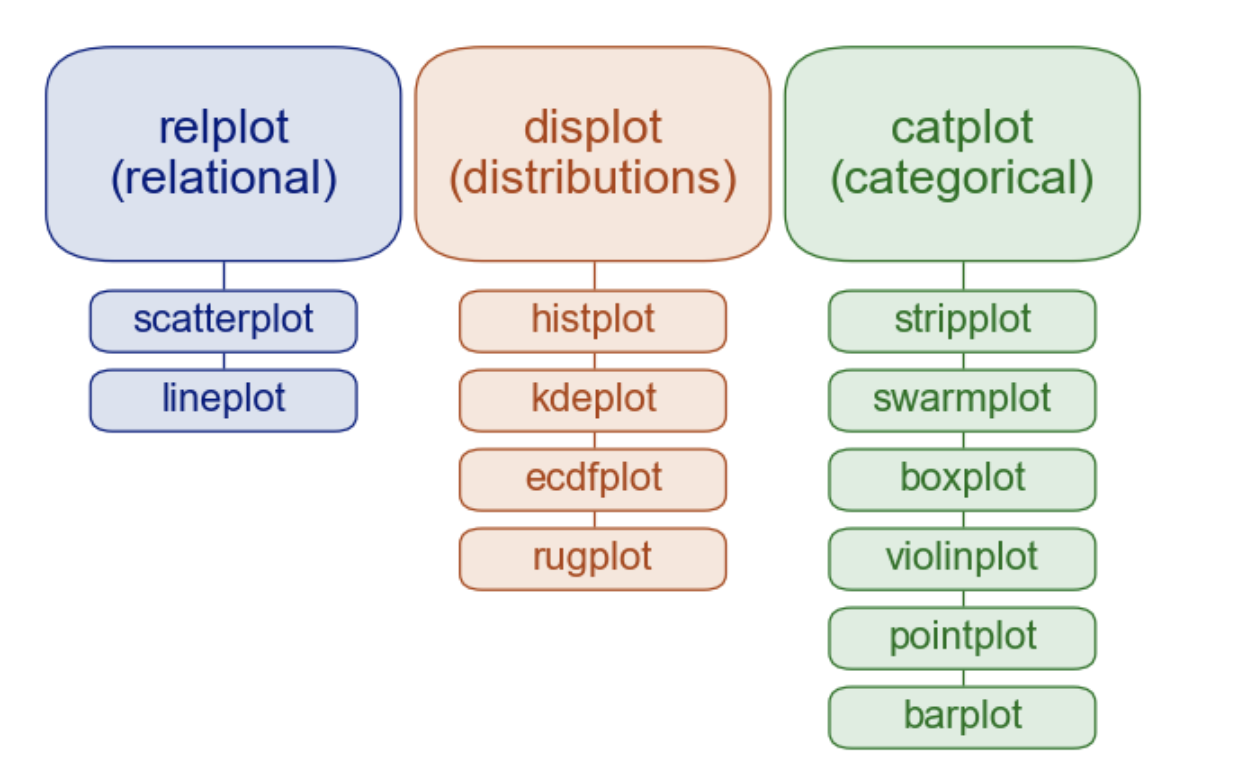 relplot
(relational)
scatterplot
lineplot
displot
(distributions)
histplot
kdeplot
ecdfplot
rugplot
catplot
(categorical)
stripplot
swarmplot
boxplot
violinplot
pointplot
barplot